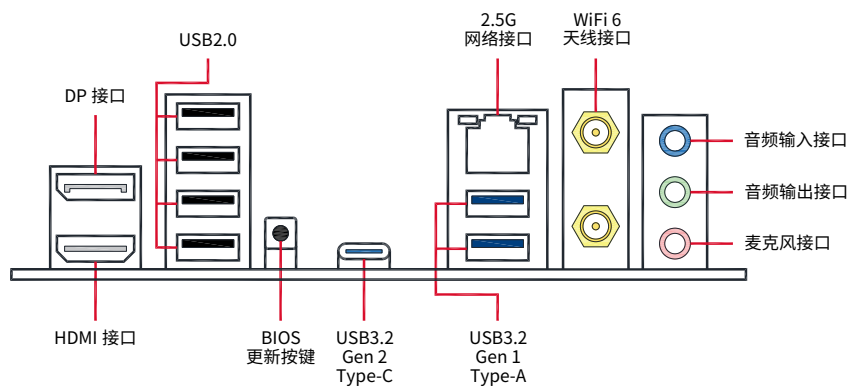 USB2.0
2.5G
网络接口
WiFi 6
天线接口
DP 接口
音频输入接口
音频输出接口
麦克风接口
HDMI 接口
BIOS
更新按键
USB3.2
Gen 2
Type-C
USB3.2
Gen 1
Type-A